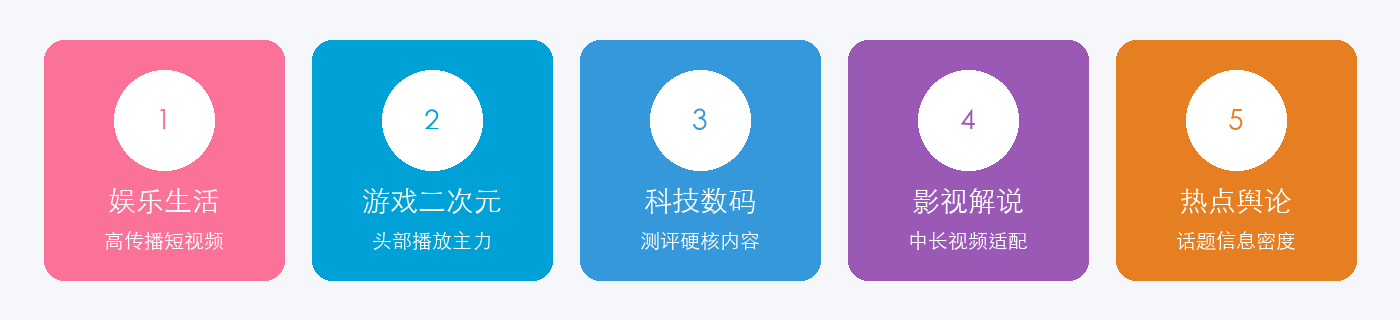 1
娱乐生活
高传播短视频
2
游戏二次元
头部播放主力
3
科技数码
测评硬核内容
4
影视解说
中长视频适配
5
热点舆论
话题信息密度